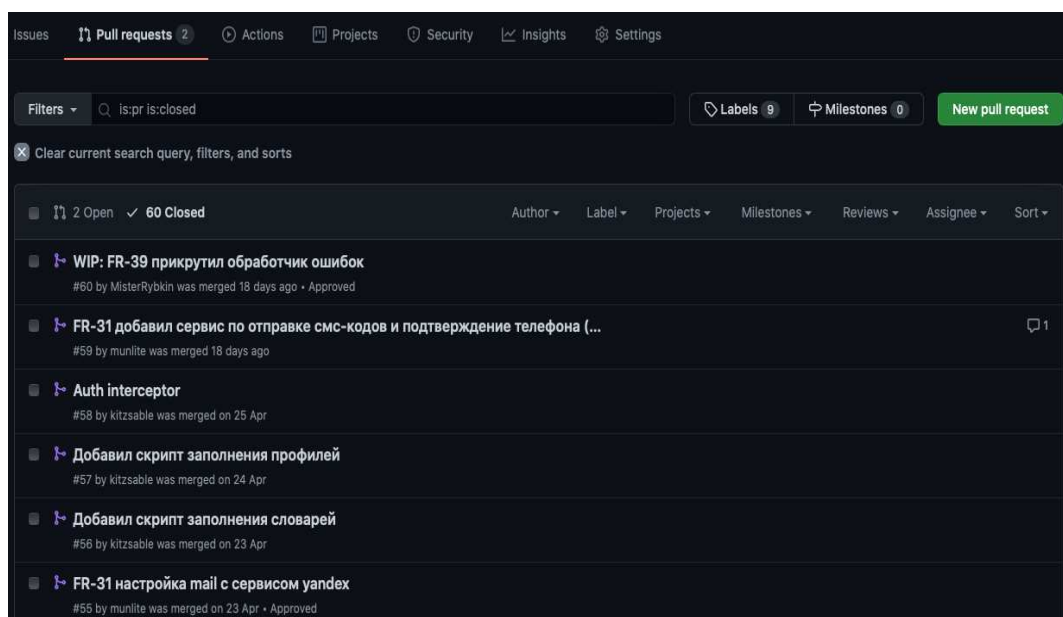 Issues Pull requests 2 Actions Projects Security Insights Settings
Filters is:pr is:closed Labels 9 Milestones 0 New pull request
Clear current search query, filters, and sorts
2 Open 60 Closed Author Label Projects Milestones Reviews Assignee Sort
WIP: FR-39 прикрутил обработчик ошибок
#60 by MisterRybkin was merged 18 days ago • Approved
FR-31 добавил сервис по отправке смс-кодов и подтверждение телефона (... 1
#59 by munlite was merged 18 days ago
Auth interceptor
#58 by kitzsable was merged on 25 Apr
Добавил скрипт заполнения профилей
#57 by kitzsable was merged on 24 Apr
Добавил скрипт заполнения словарей
#56 by kitzsable was merged on 23 Apr
FR-31 настройка mail с сервисом yandex
#55 by munlite was merged on 23 Apr • Approved